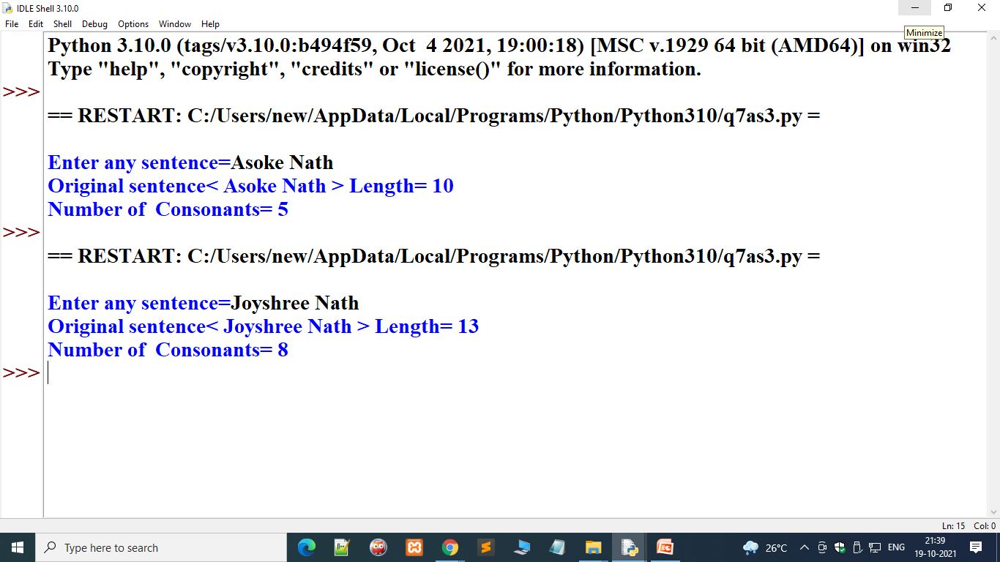 IDLE Shell 3.10.0
File Edit Shell Debug Options Window Help
Minimize
Python 3.10.0 (tags/v3.10.0:b494f59, Oct  4 2021, 19:00:18) [MSC v.1929 64 bit (AMD64)] on win32
Type "help", "copyright", "credits" or "license()" for more information.
>>>
== RESTART: C:/Users/new/AppData/Local/Programs/Python/Python310/q7as3.py =
Enter any sentence=Asoke Nath
Original sentence< Asoke Nath > Length= 10
Number of  Consonants= 5
>>>
== RESTART: C:/Users/new/AppData/Local/Programs/Python/Python310/q7as3.py =
Enter any sentence=Joyshree Nath
Original sentence< Joyshree Nath > Length= 13
Number of  Consonants= 8
>>>
Ln: 15 Col: 0
Type here to search
26°C ENG
21:39
19-10-2021